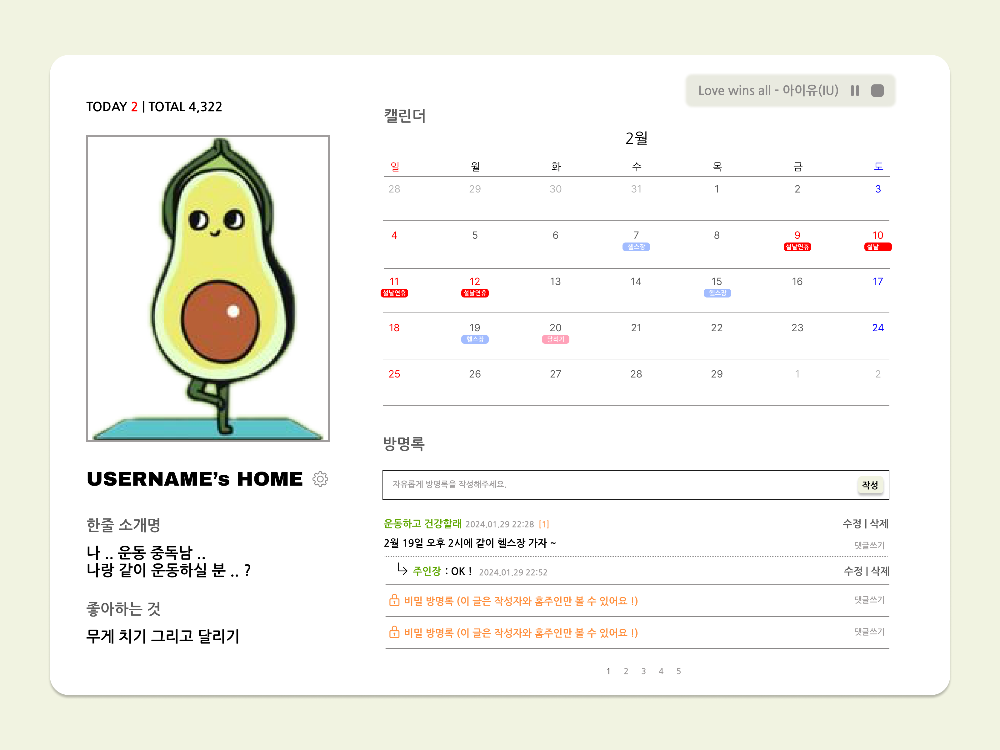 TODAY 2 | TOTAL 4,322
USERNAME’s HOME
한줄 소개명
나 .. 운동 중독남 ..
나랑 같이 운동하실 분 .. ?
좋아하는 것
무게 치기 그리고 달리기
Love wins all - 아이유(IU)
캘린더
2월
일 월 화 수 목 금 토
28 29 30 31 1 2 3
4 5 6 7 8 9 10
헬스장 설날연휴 설날
11 12 13 14 15 16 17
설날연휴 설날연휴 헬스장
18 19 20 21 22 23 24
헬스장 달리기
25 26 27 28 29 1 2
방명록
자유롭게 방명록을 작성해주세요. 작성
운동하고 건강할래 2024.01.29 22:28 [1] 수정 | 삭제
2월 19일 오후 2시에 같이 헬스장 가자 ~ 댓글쓰기
주인장 : OK ! 2024.01.29 22:52 수정 | 삭제
비밀 방명록 (이 글은 작성자와 홈주인만 볼 수 있어요 !) 댓글쓰기
비밀 방명록 (이 글은 작성자와 홈주인만 볼 수 있어요 !) 댓글쓰기
1 2 3 4 5